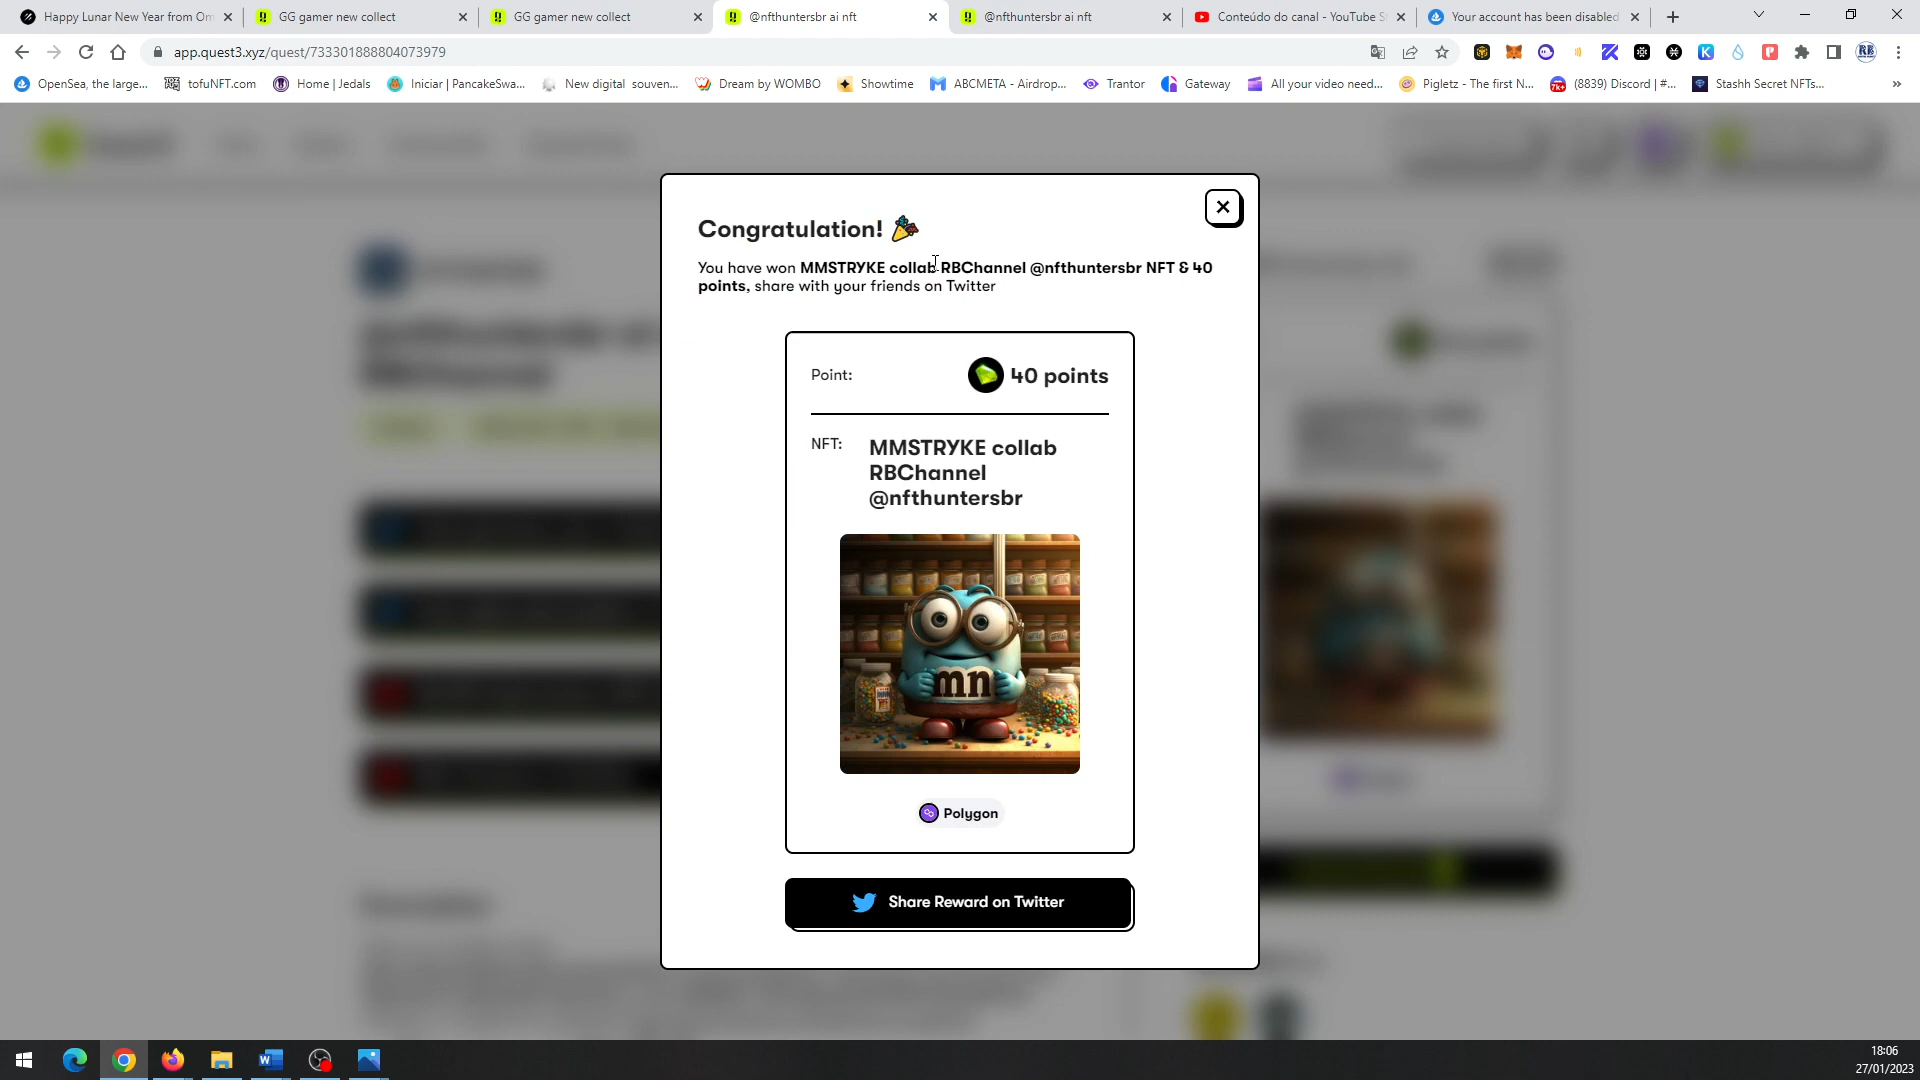 Happy Lunar New Year from Om
GG gamer new collect
GG gamer new collect
@nfthuntersbr ai nft
@nfthuntersbr ai nft
Conteúdo do canal - YouTube S
Your account has been disabled
app.quest3.xyz/quest/733301888804073979
OpenSea, the large...
tofuNFT.com
Home | Jedals
Iniciar | PancakeSwa...
New digital souven...
Dream by WOMBO
Showtime
ABCMETA - Airdrop...
Trantor
Gateway
All your video need...
Pigletz - The first N...
(8839) Discord | #...
Stashh Secret NFTs...
»
Congratulation!
You have won MMSTRYKE collab RBChannel @nfthuntersbr NFT & 40
points, share with your friends on Twitter
Point:
40 points
NFT:
MMSTRYKE collab
RBChannel
@nfthuntersbr
mn
Polygon
Share Reward on Twitter
18:06
27/01/2023